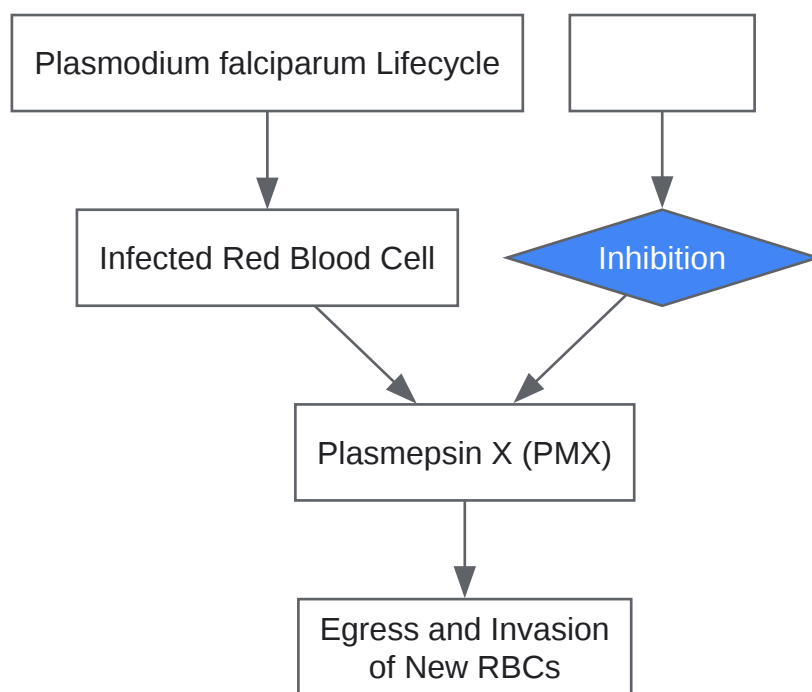 Plasmodium falciparum Lifecycle
Infected Red Blood Cell
Inhibition
Plasmepsin X (PMX)
Egress and Invasion
of New RBCs